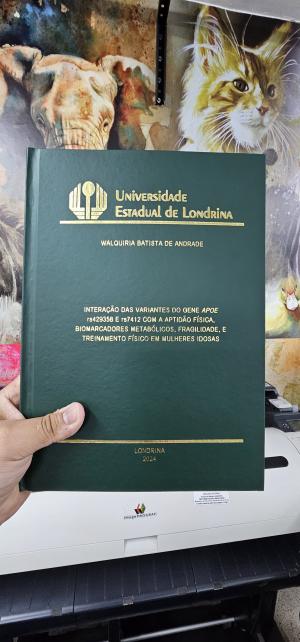 Universidade
Estadual de Londrina
WALQUIRIA BATISTA DE ANDRADE
INTERAÇÃO DAS VARIANTES DO GENE APOE
rs429358 E rs7412 COM A APTIDÃO FÍSICA,
BIOMARCADORES METABÓLICOS, FRAGILIDADE, E
TREINAMENTO FÍSICO EM MULHERES IDOSAS
LONDRINA
2024